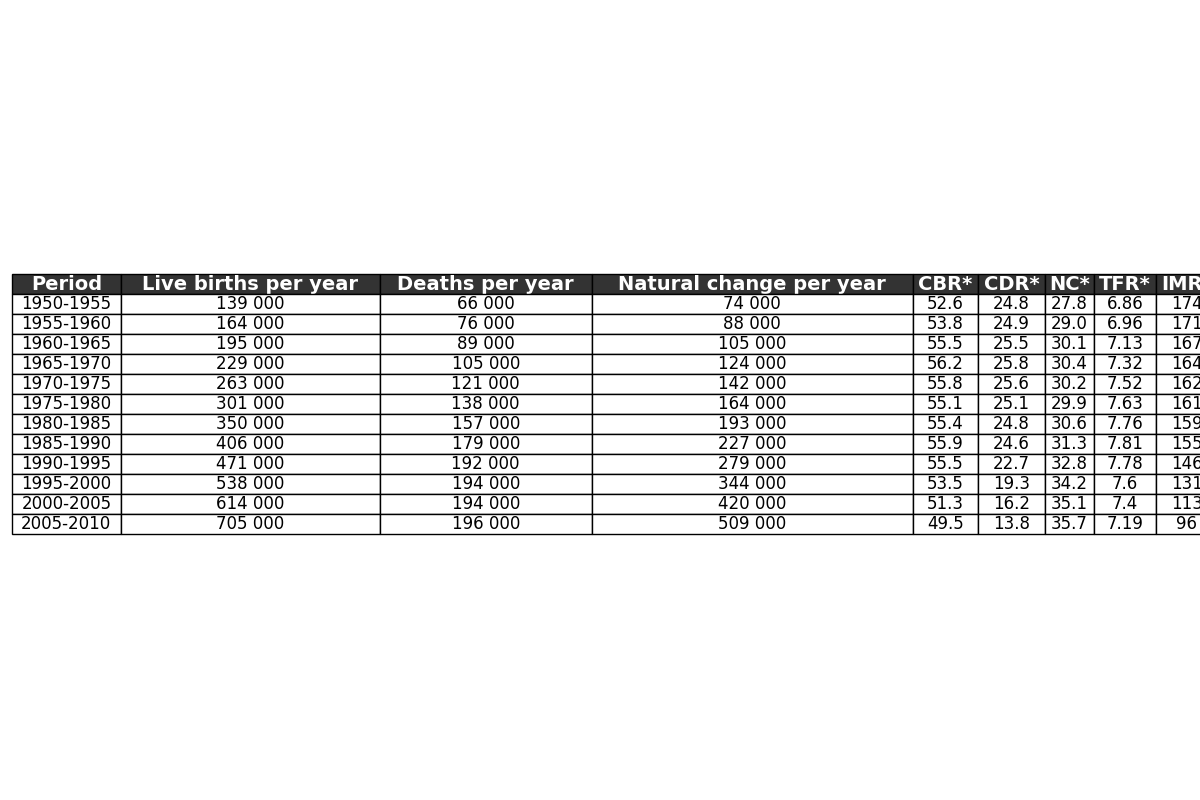 Period Live births per year Deaths per year Natural change per year CBR* CDR* NC* TFR* IMR
1950-1955 139 000 66 000 74 000 52.6 24.8 27.8 6.86 174
1955-1960 164 000 76 000 88 000 53.8 24.9 29.0 6.96 171
1960-1965 195 000 89 000 105 000 55.5 25.5 30.1 7.13 167
1965-1970 229 000 105 000 124 000 56.2 25.8 30.4 7.32 164
1970-1975 263 000 121 000 142 000 55.8 25.6 30.2 7.52 162
1975-1980 301 000 138 000 164 000 55.1 25.1 29.9 7.63 161
1980-1985 350 000 157 000 193 000 55.4 24.8 30.6 7.76 159
1985-1990 406 000 179 000 227 000 55.9 24.6 31.3 7.81 155
1990-1995 471 000 192 000 279 000 55.5 22.7 32.8 7.78 146
1995-2000 538 000 194 000 344 000 53.5 19.3 34.2 7.6 131
2000-2005 614 000 194 000 420 000 51.3 16.2 35.1 7.4 113
2005-2010 705 000 196 000 509 000 49.5 13.8 35.7 7.19 96